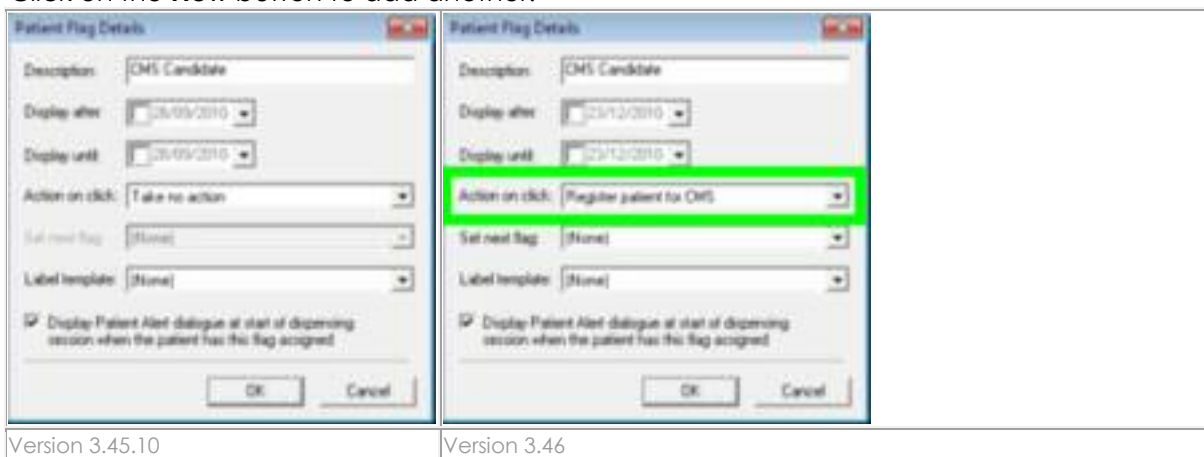 Click on the New button to add another.
Patient Flag Details
Description: CMS Candidate
Display after 28/09/2010
Display until 28/09/2010
Action on click: Take no action
Set next flag (None)
Label template: (None)
Display Patient Alert dialogue at start of dispensing
session when the patient has this flag assigned
OK Cancel
Version 3.45.10
Patient Flag Details
Description: CMS Candidate
Display after 23/12/2010
Display until 23/12/2010
Action on click: Register patient for CMS
Set next flag (None)
Label template: (None)
Display Patient Alert dialogue at start of dispensing
session when the patient has this flag assigned
OK Cancel
Version 3.46